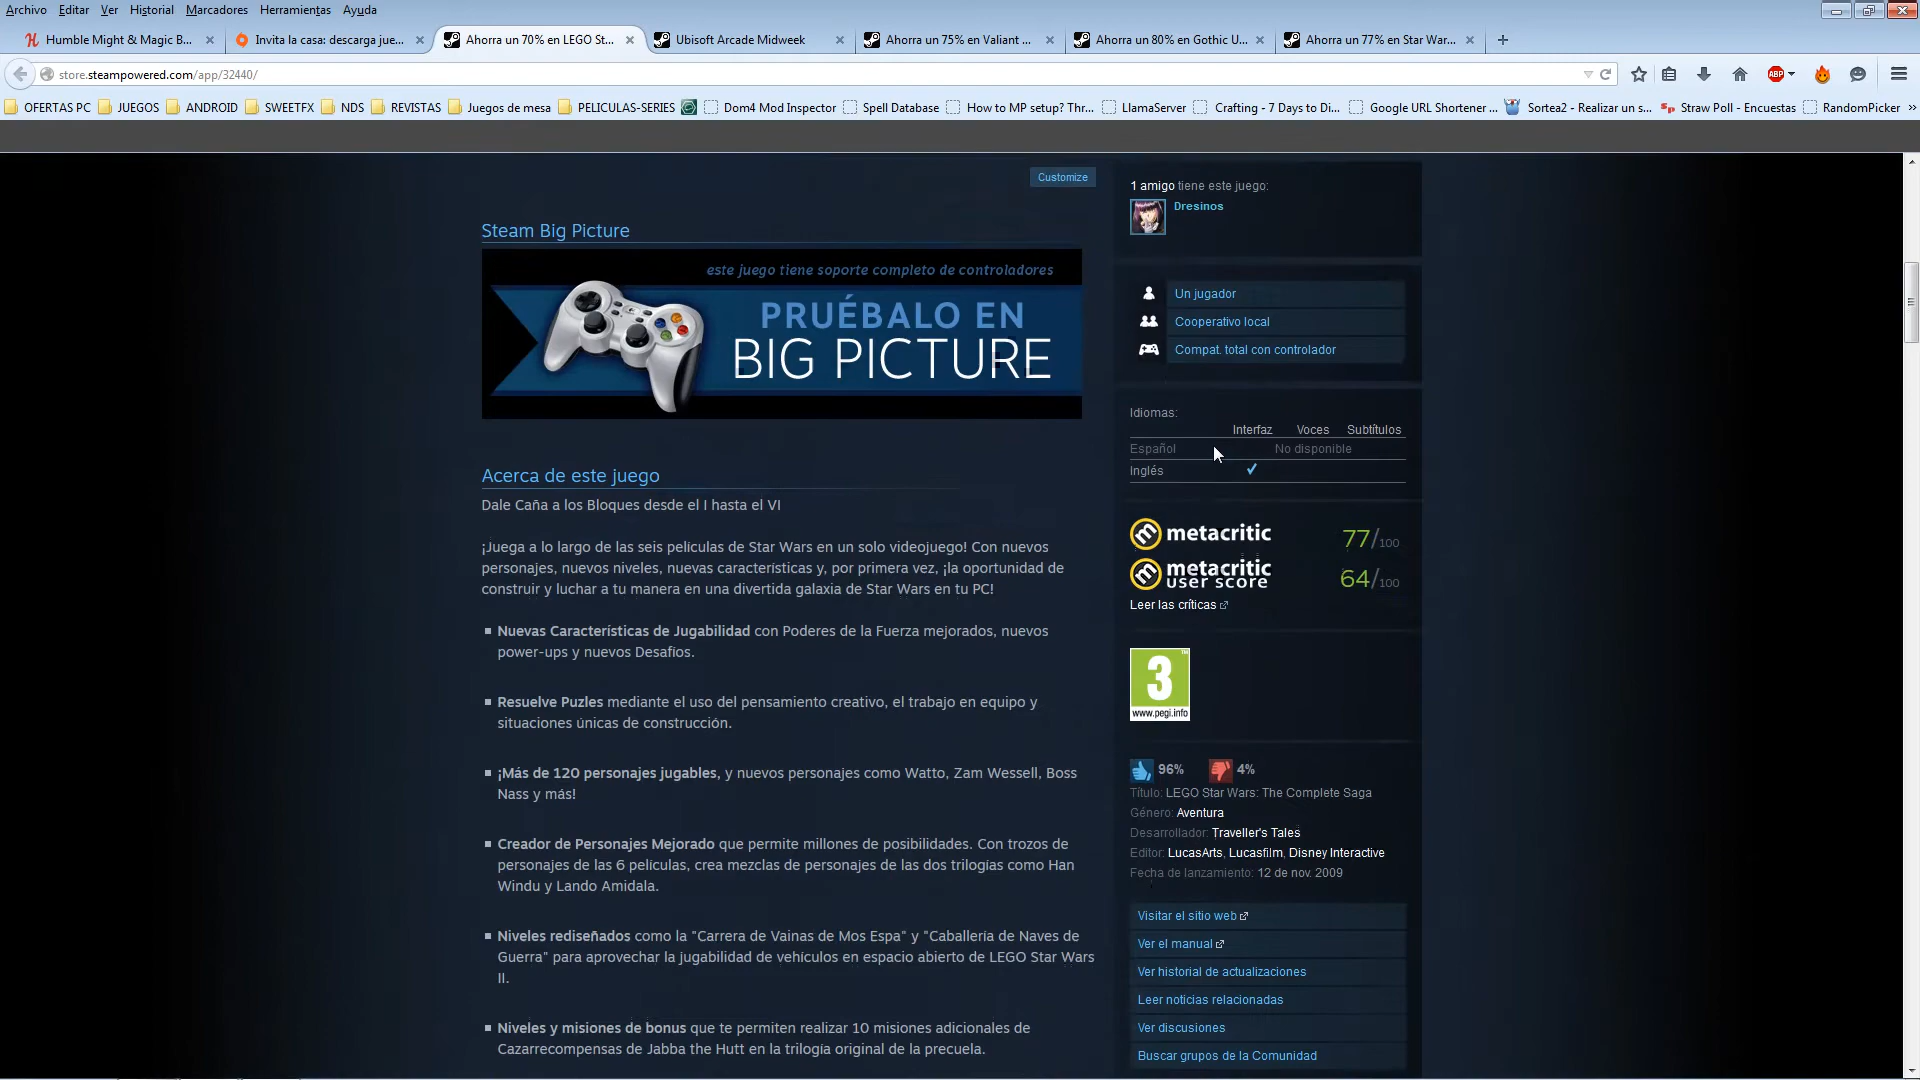 Archivo Editar Ver Historial Marcadores Herramientas Ayuda
Humble Might & Magic B... Invita la casa: descarga jue... Ahorra un 70% en LEGO St... Ubisoft Arcade Midweek Ahorra un 75% en Valiant ... Ahorra un 80% en Gothic U... Ahorra un 77% en Star War...
store.steampowered.com/app/32440/
ABP
OFERTAS PC JUEGOS ANDROID SWEETFX NDS REVISTAS Juegos de mesa PELICULAS-SERIES Dom4 Mod Inspector Spell Database How to MP setup? Thr... LlamaServer Crafting - 7 Days to Di... Google URL Shortener ... Sortea2 - Realizar un s... Straw Poll - Encuestas RandomPicker
Customize
Steam Big Picture
este juego tiene soporte completo de controladores
PRUÉBALO EN
BIG PICTURE
Acerca de este juego
Dale Caña a los Bloques desde el I hasta el VI
¡Juega a lo largo de las seis películas de Star Wars en un solo videojuego! Con nuevos
personajes, nuevos niveles, nuevas características y, por primera vez, ¡la oportunidad de
construir y luchar a tu manera en una divertida galaxia de Star Wars en tu PC!
Nuevas Características de Jugabilidad con Poderes de la Fuerza mejorados, nuevos
power-ups y nuevos Desafíos.
Resuelve Puzles mediante el uso del pensamiento creativo, el trabajo en equipo y
situaciones únicas de construcción.
¡Más de 120 personajes jugables, y nuevos personajes como Watto, Zam Wessell, Boss
Nass y más!
Creador de Personajes Mejorado que permite millones de posibilidades. Con trozos de
personajes de las 6 películas, crea mezclas de personajes de las dos trilogías como Han
Windu y Lando Amidala.
Niveles rediseñados como la "Carrera de Vainas de Mos Espa" y "Caballería de Naves de
Guerra" para aprovechar la jugabilidad de vehículos en espacio abierto de LEGO Star Wars
II.
Niveles y misiones de bonus que te permiten realizar 10 misiones adicionales de
Cazarrecompensas de Jabba the Hutt en la trilogía original de la precuela.
1 amigo tiene este juego:
Dresinos
Un jugador
Cooperativo local
Compat. total con controlador
Idiomas:
Interfaz Voces Subtítulos
Español No disponible
Inglés ✓
metacritic 77/100
metacritic user score 64/100
Leer las críticas
3
www.pegi.info
96% 4%
Título: LEGO Star Wars: The Complete Saga
Género: Aventura
Desarrollador: Traveller's Tales
Editor: LucasArts, Lucasfilm, Disney Interactive
Fecha de lanzamiento: 12 de nov. 2009
Visitar el sitio web
Ver el manual
Ver historial de actualizaciones
Leer noticias relacionadas
Ver discusiones
Buscar grupos de la Comunidad